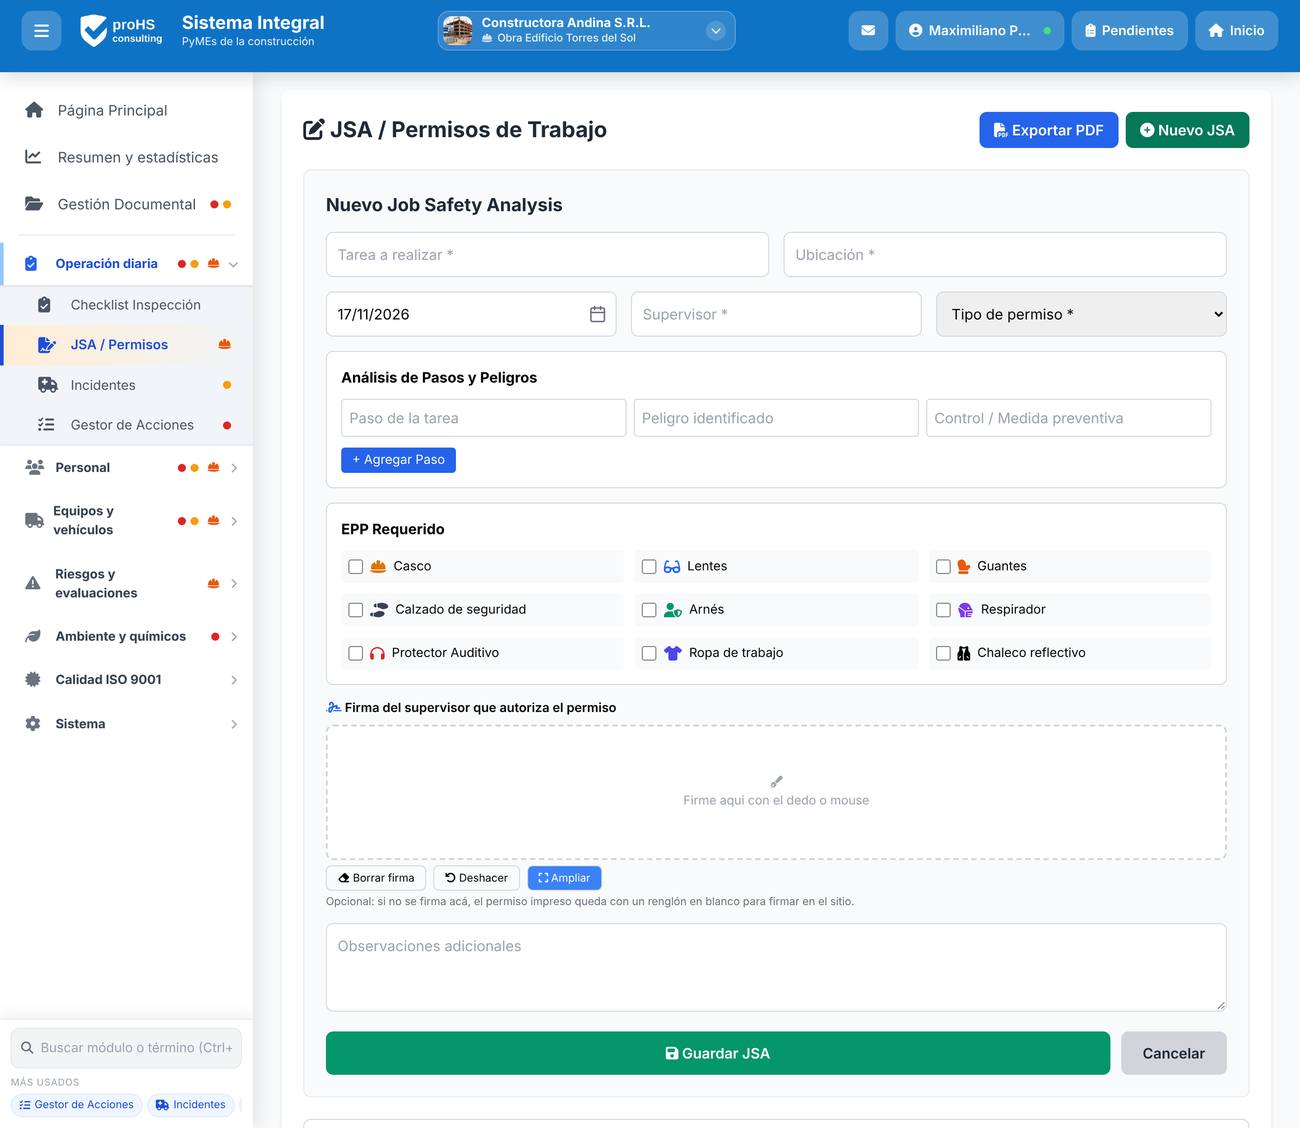 proHS
consulting
Sistema Integral
PyMEs de la construcción
Constructora Andina S.R.L.
Obra Edificio Torres del Sol
Maximiliano P...
Pendientes
Inicio
Página Principal
Resumen y estadísticas
Gestión Documental
Operación diaria
Checklist Inspección
JSA / Permisos
Incidentes
Gestor de Acciones
Personal
Equipos y
vehículos
Riesgos y
evaluaciones
Ambiente y químicos
Calidad ISO 9001
Sistema
Buscar módulo o término (Ctrl+
MÁS USADOS
Gestor de Acciones
Incidentes
JSA / Permisos de Trabajo
Exportar PDF
Nuevo JSA
Nuevo Job Safety Analysis
Tarea a realizar *
Ubicación *
17/11/2026
Supervisor *
Tipo de permiso *
Análisis de Pasos y Peligros
Paso de la tarea
Peligro identificado
Control / Medida preventiva
+ Agregar Paso
EPP Requerido
Casco
Lentes
Guantes
Calzado de seguridad
Arnés
Respirador
Protector Auditivo
Ropa de trabajo
Chaleco reflectivo
Firma del supervisor que autoriza el permiso
Firme aqui con el dedo o mouse
Borrar firma
Deshacer
Ampliar
Opcional: si no se firma acá, el permiso impreso queda con un renglón en blanco para firmar en el sitio.
Observaciones adicionales
Guardar JSA
Cancelar